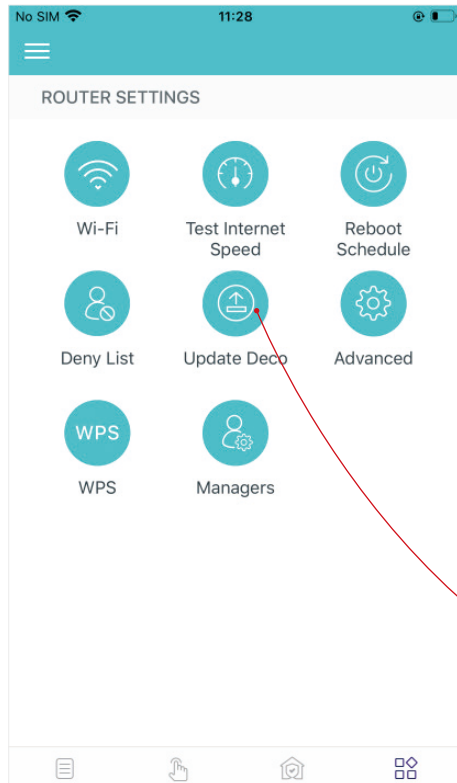 No SIM 11:28
ROUTER SETTINGS
Wi-Fi
Test Internet
Speed
Reboot
Schedule
Deny List
Update Deco
Advanced
WPS
WPS
Managers